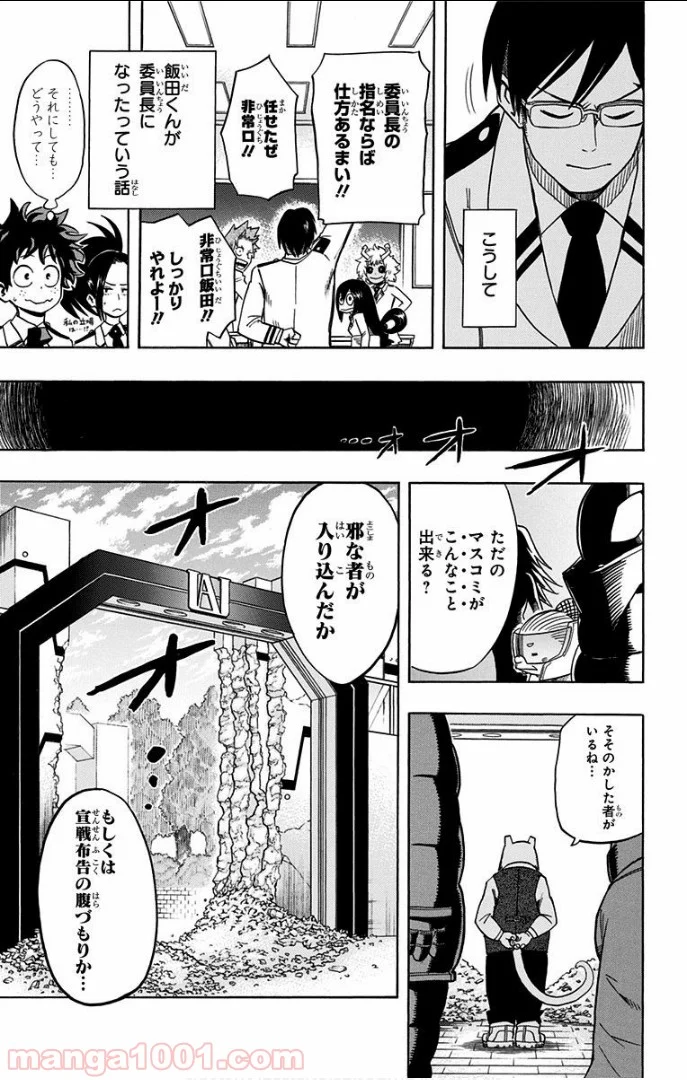 こうして
委員長の
指名ならば
仕方あるまい!!
任せたぜ
非常口!!
非常口飯田!!
しっかり
やれよー!!
飯田くんが
委員長に
なったっていう話
………
それにしても…
どうやって…
私の立場
は…!?
オオオ
ただの
マスコミが
こんなこと
出来る?
そそのかした者が
いるね…
邪な者が
入り込んだか
もしくは
宣戦布告の腹づもりか…
UA
manga1001.com